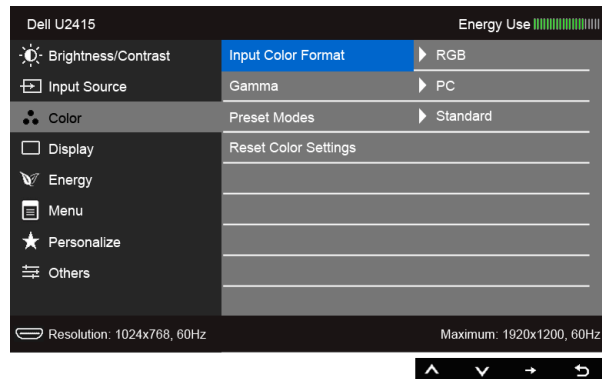 Dell U2415
Energy Use
Brightness/Contrast
Input Color Format
RGB
Input Source
Gamma
PC
Color
Preset Modes
Standard
Display
Reset Color Settings
Energy
Menu
Personalize
Others
Resolution: 1024x768, 60Hz
Maximum: 1920x1200, 60Hz